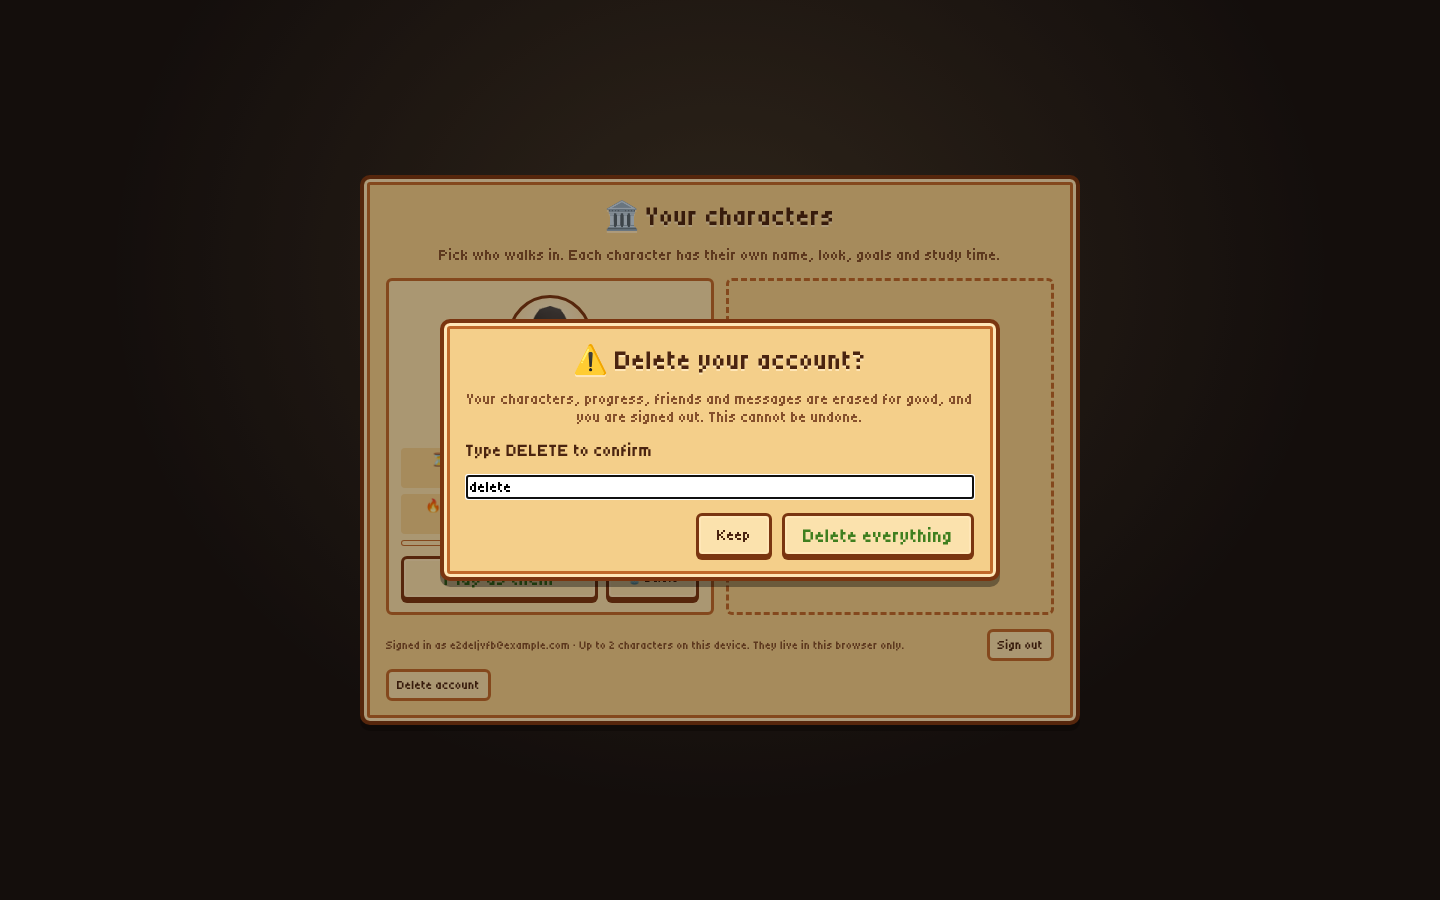 Your characters
Pick who walks in. Each character has their own name, look, goals and study time.
Delete your account?
Your characters, progress, friends and messages are erased for good, and
you are signed out. This cannot be undone.
Type DELETE to confirm
delete
Keep
Delete everything
Signed in as e2deljvfb@example.com · Up to 2 characters on this device. They live in this browser only.
Sign out
Delete account